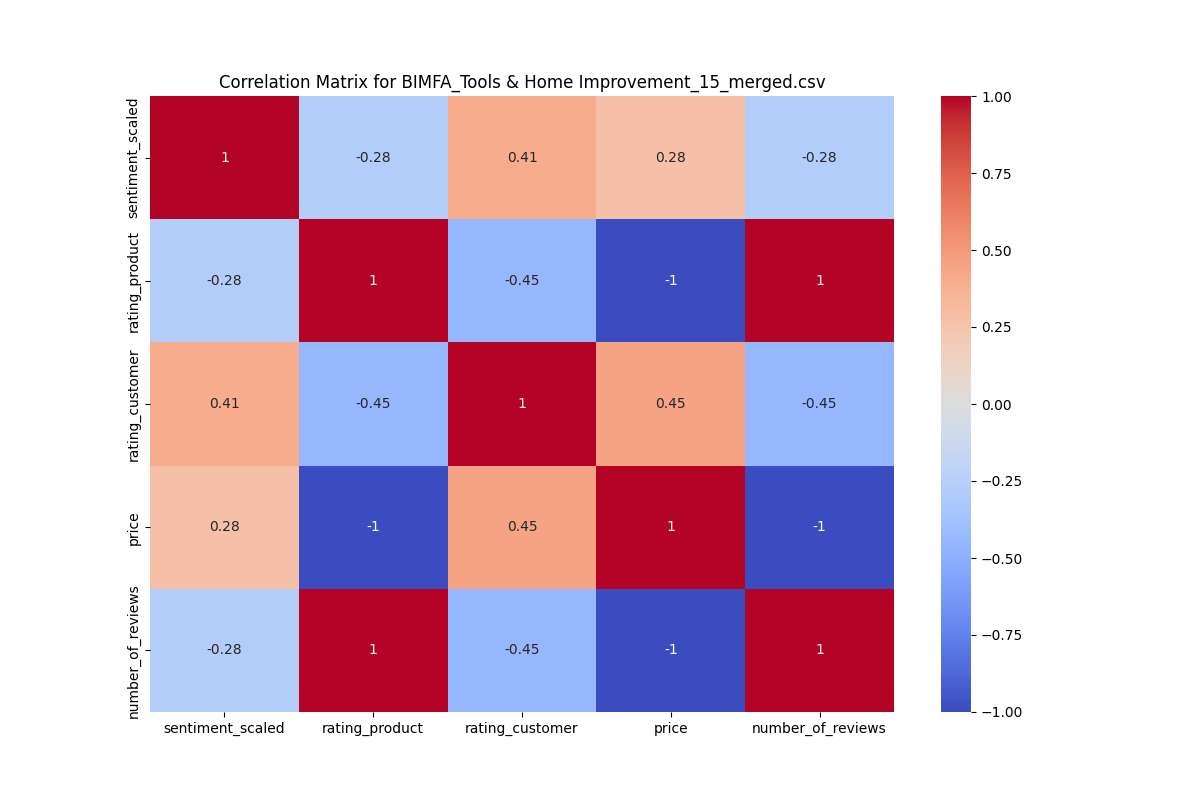 Correlation Matrix for BIMFA_Tools & Home Improvement_15_merged.csv
sentiment_scaled 1 -0.28 0.41 0.28 -0.28
rating_product -0.28 1 -0.45 -1 1
rating_customer 0.41 -0.45 1 0.45 -0.45
price 0.28 -1 0.45 1 -1
number_of_reviews -0.28 1 -0.45 -1 1
sentiment_scaled rating_product rating_customer price number_of_reviews
1.00
0.75
0.50
0.25
0.00
−0.25
−0.50
−0.75
−1.00